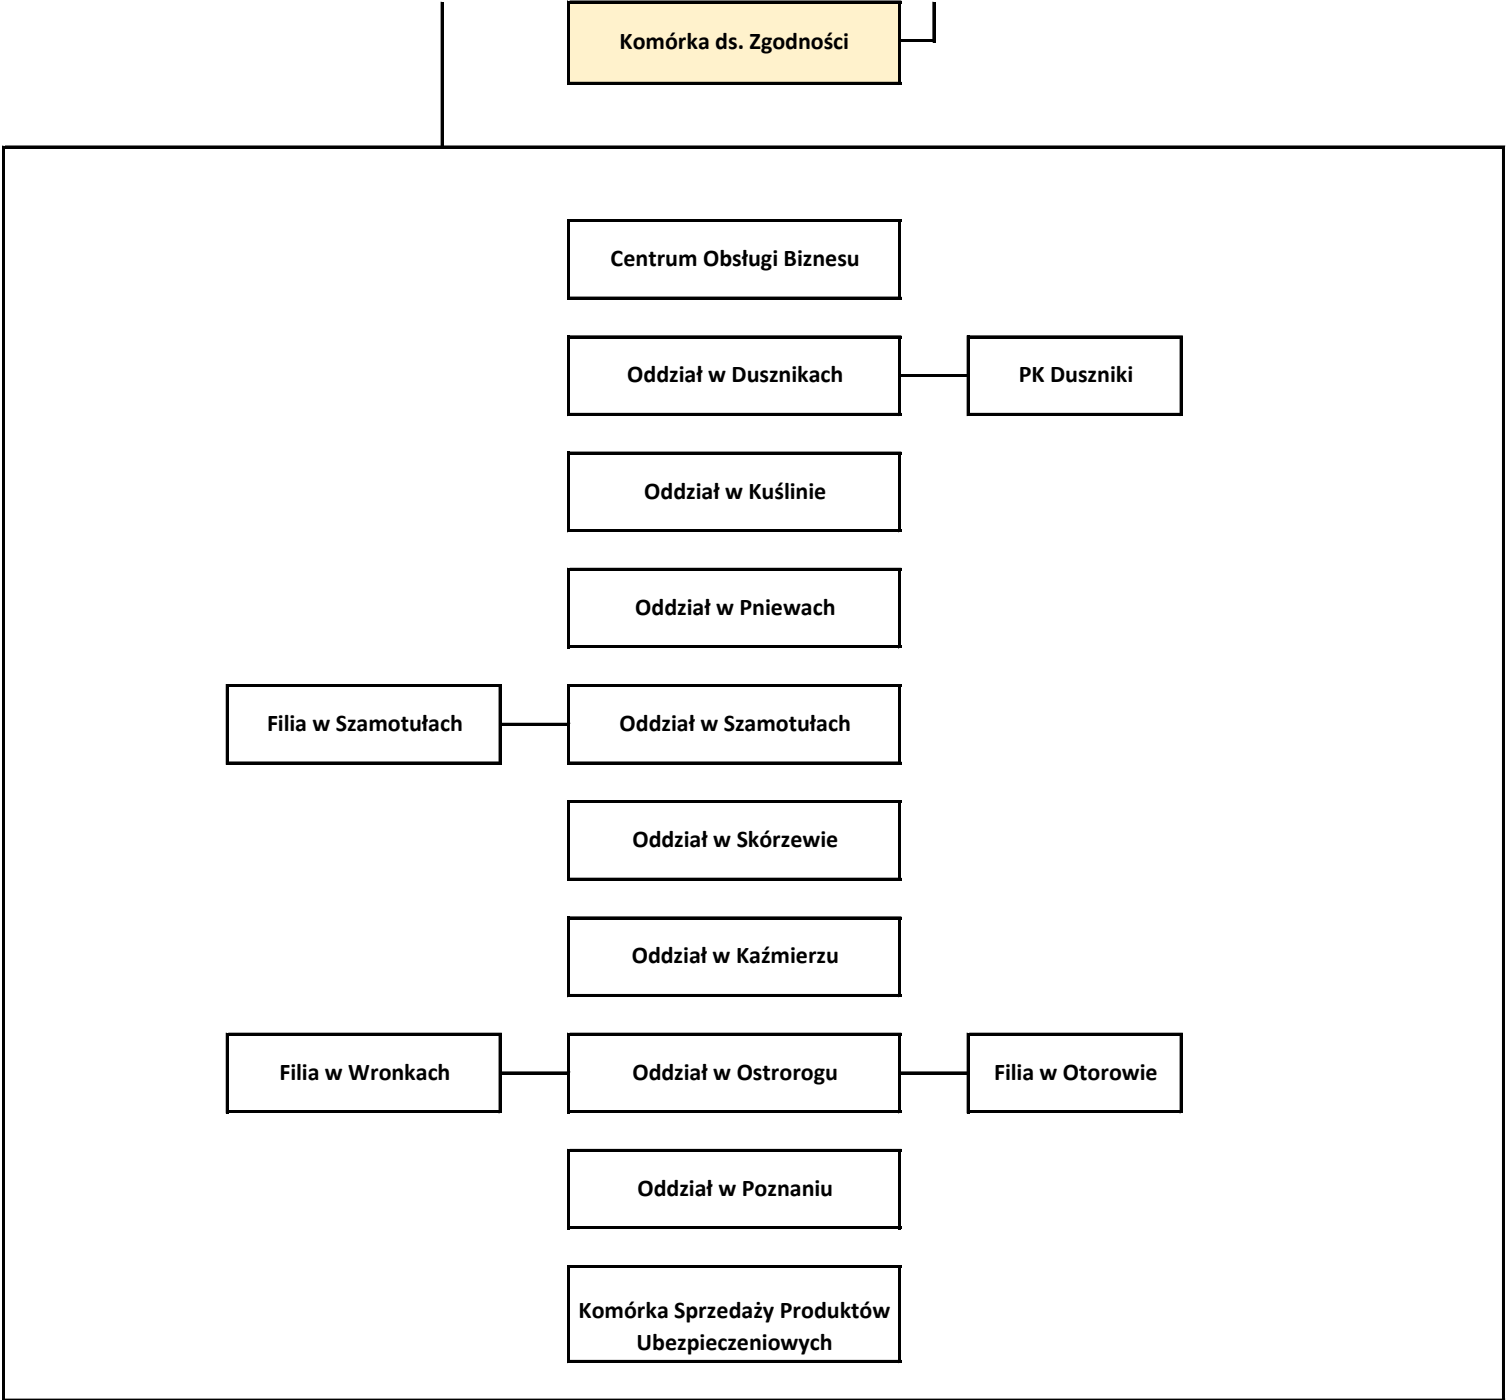 Komórka ds. Zgodności
Centrum Obsługi Biznesu
Oddział w Dusznikach
PK Duszniki
Oddział w Kuślinie
Oddział w Pniewach
Filia w Szamotułach
Oddział w Szamotułach
Oddział w Skórzewie
Oddział w Kaźmierzu
Filia w Wronkach
Oddział w Ostrorogu
Filia w Otorowie
Oddział w Poznaniu
Komórka Sprzedaży Produktów
Ubezpieczeniowych